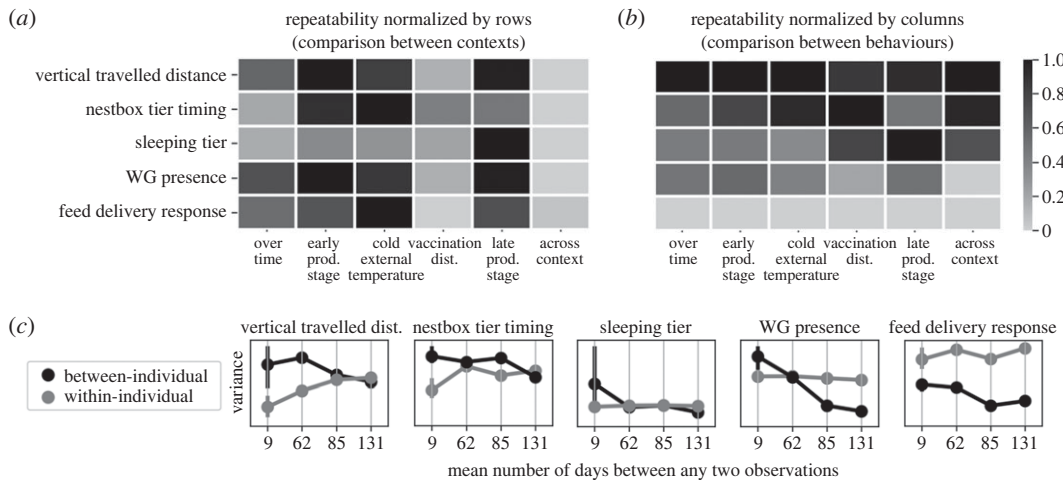 (a)
repeatability normalized by rows
(comparison between contexts)
vertical travelled distance
nestbox tier timing
sleeping tier
WG presence
feed delivery response
over time
early prod. stage
cold external temperature
vaccination dist.
late prod. stage
across context
(b)
repeatability normalized by columns
(comparison between behaviours)
1.0
0.8
0.6
0.4
0.2
0
over time
early prod. stage
cold external temperature
vaccination dist.
late prod. stage
across context
(c)
between-individual
within-individual
variance
vertical travelled dist.
9 62 85 131
nestbox tier timing
9 62 85 131
sleeping tier
9 62 85 131
WG presence
9 62 85 131
feed delivery response
9 62 85 131
mean number of days between any two observations